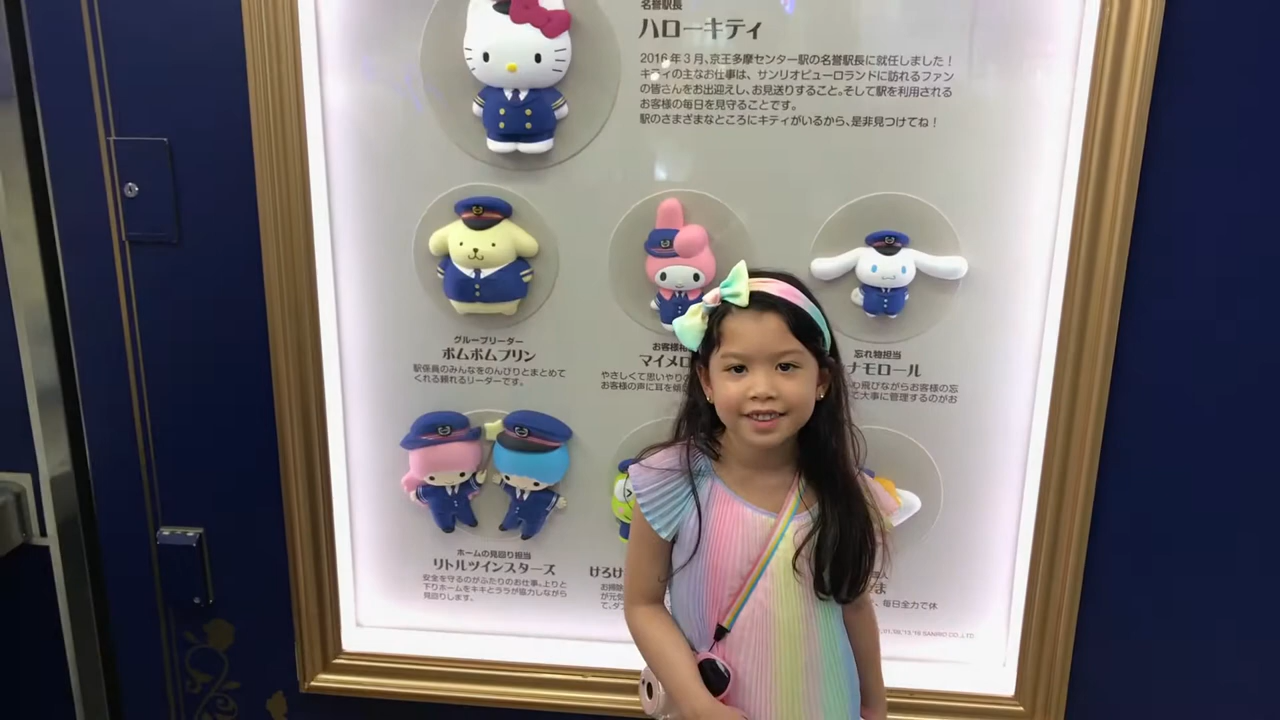 名誉駅長
ハローキティ
2016年3月、京王多摩センター駅の名誉駅長に就任しました！
キティの主なお仕事は、サンリオピューロランドに訪れるファン
の皆さんをお出迎えし、お見送りすること。そして駅を利用される
お客様の毎日を見守ることです。
駅のさまざまなところにキティがいるから、是非見つけてね！
グループリーダー
ポムポムプリン
駅係員のみんなをのんびりとまとめて
くれる頼れるリーダーです。
お客様
マイメロ
やさしくて思いやりの
お客様の声に耳を傾
忘れ物担当
ナモロール
わ飛びながらお客様の忘
て大事に管理するのがお
ホームの見回り担当
リトルツインスターズ
安全を守るのがふたりのお仕事。上りと
下りホームをキキとララが協力しながら
見回りします。
けろけ
お掃除
が元気
て、ダ
ま
、毎日全力で休
SANRIO CO.,LTD